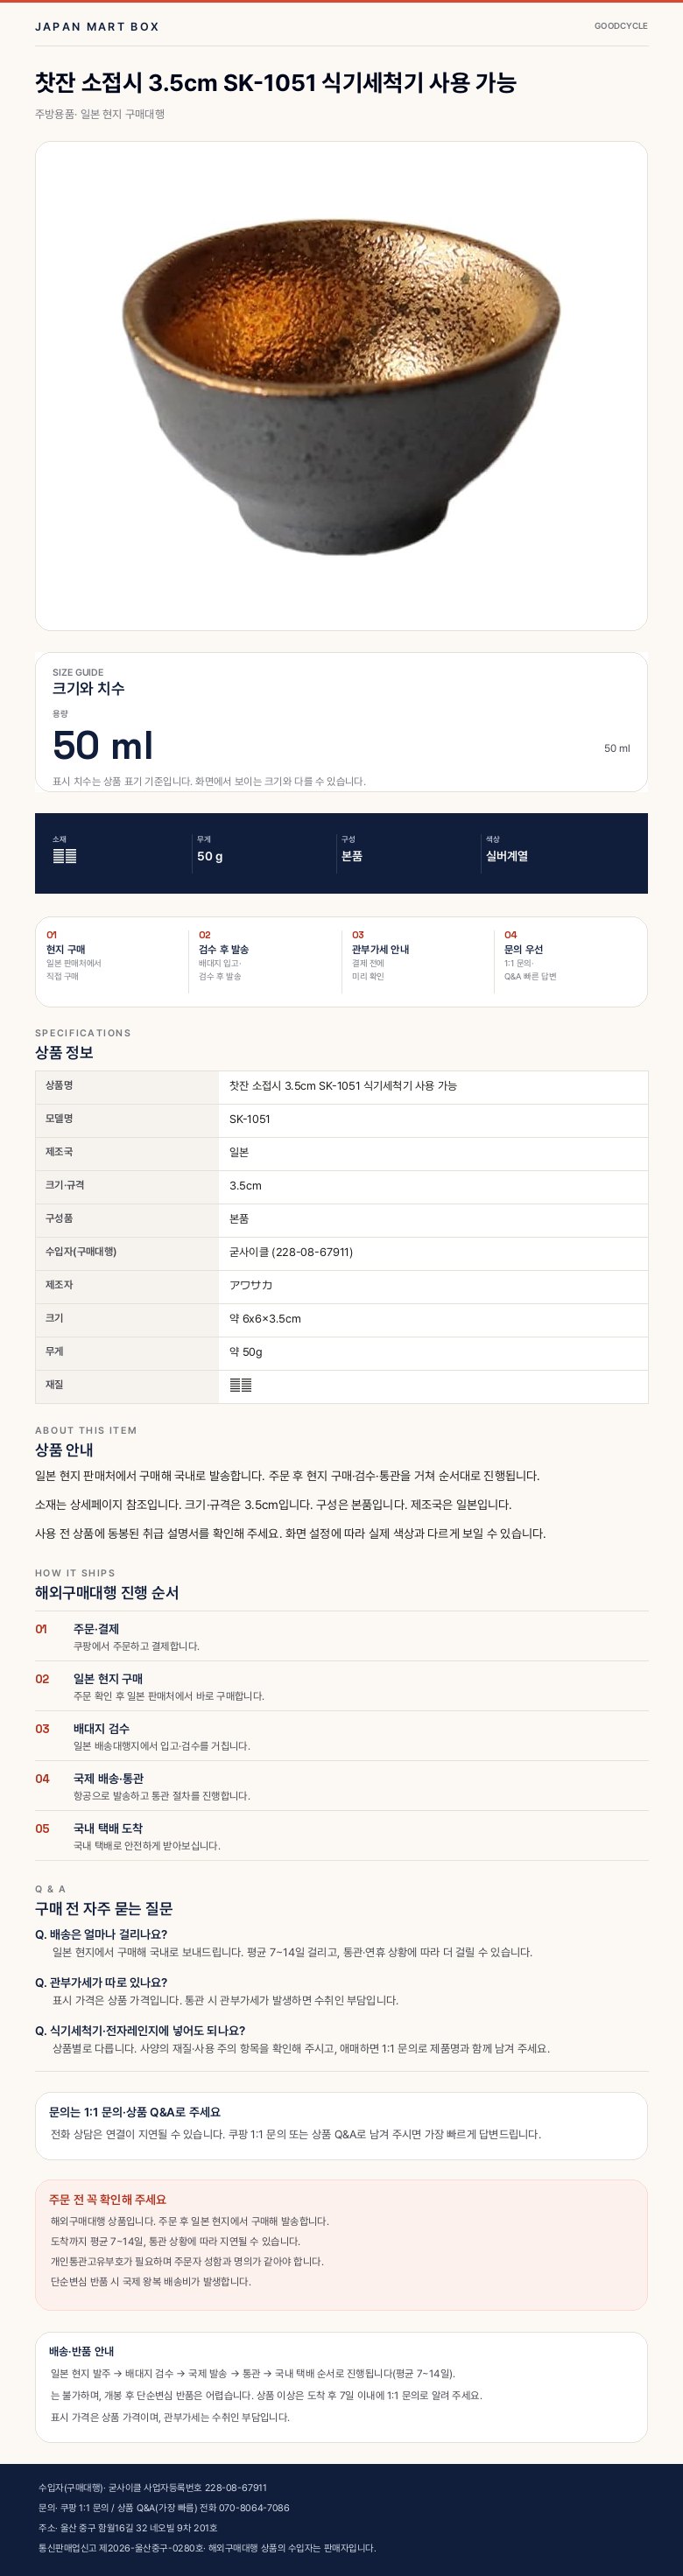 JAPAN MART BOX
GOODCYCLE
찻잔 소접시 3.5cm SK-1051 식기세척기 사용 가능
주방용품· 일본 현지 구매대행
SIZE GUIDE
크기와 치수
용량
50 ml
50 ml
표시 치수는 상품 표기 기준입니다. 화면에서 보이는 크기와 다를 수 있습니다.
소재
무게
50 g
구성
본품
색상
실버계열
01
현지 구매
일본 판매처에서
직접 구매
02
검수 후 발송
배대지 입고·
검수 후 발송
03
관부가세 안내
결제 전에
미리 확인
04
문의 우선
1:1 문의·
Q&A 빠른 답변
SPECIFICATIONS
상품 정보
상품명 찻잔 소접시 3.5cm SK-1051 식기세척기 사용 가능
모델명 SK-1051
제조국 일본
크기·규격 3.5cm
구성품 본품
수입자(구매대행) 굳사이클 (228-08-67911)
제조자 アワサカ
크기 약 6x6×3.5cm
무게 약 50g
재질
ABOUT THIS ITEM
상품 안내
일본 현지 판매처에서 구매해 국내로 발송합니다. 주문 후 현지 구매·검수·통관을 거쳐 순서대로 진행됩니다.
소재는 상세페이지 참조입니다. 크기·규격은 3.5cm입니다. 구성은 본품입니다. 제조국은 일본입니다.
사용 전 상품에 동봉된 취급 설명서를 확인해 주세요. 화면 설정에 따라 실제 색상과 다르게 보일 수 있습니다.
HOW IT SHIPS
해외구매대행 진행 순서
01 주문·결제
쿠팡에서 주문하고 결제합니다.
02 일본 현지 구매
주문 확인 후 일본 판매처에서 바로 구매합니다.
03 배대지 검수
일본 배송대행지에서 입고·검수를 거칩니다.
04 국제 배송·통관
항공으로 발송하고 통관 절차를 진행합니다.
05 국내 택배 도착
국내 택배로 안전하게 받아보십니다.
Q & A
구매 전 자주 묻는 질문
Q. 배송은 얼마나 걸리나요?
일본 현지에서 구매해 국내로 보내드립니다. 평균 7~14일 걸리고, 통관·연휴 상황에 따라 더 걸릴 수 있습니다.
Q. 관부가세가 따로 있나요?
표시 가격은 상품 가격입니다. 통관 시 관부가세가 발생하면 수취인 부담입니다.
Q. 식기세척기·전자레인지에 넣어도 되나요?
상품별로 다릅니다. 사양의 재질·사용 주의 항목을 확인해 주시고, 애매하면 1:1 문의로 제품명과 함께 남겨 주세요.
문의는 1:1 문의·상품 Q&A로 주세요
전화 상담은 연결이 지연될 수 있습니다. 쿠팡 1:1 문의 또는 상품 Q&A로 남겨 주시면 가장 빠르게 답변드립니다.
주문 전 꼭 확인해 주세요
해외구매대행 상품입니다. 주문 후 일본 현지에서 구매해 발송합니다.
도착까지 평균 7~14일, 통관 상황에 따라 지연될 수 있습니다.
개인통관고유부호가 필요하며 주문자 성함과 명의가 같아야 합니다.
단순변심 반품 시 국제 왕복 배송비가 발생합니다.
배송·반품 안내
일본 현지 발주 → 배대지 검수 → 국제 발송 → 통관 → 국내 택배 순서로 진행됩니다(평균 7~14일).
는 불가하며, 개봉 후 단순변심 반품은 어렵습니다. 상품 이상은 도착 후 7일 이내에 1:1 문의로 알려 주세요.
표시 가격은 상품 가격이며, 관부가세는 수취인 부담입니다.
수입자(구매대행)· 굳사이클 사업자등록번호 228-08-67911
문의· 쿠팡 1:1 문의 / 상품 Q&A(가장 빠름) 전화 070-8064-7086
주소· 울산 중구 함월16길 32 네오빌 9차 201호
통신판매업신고 제2026-울산중구-0280호· 해외구매대행 상품의 수입자는 판매자입니다.